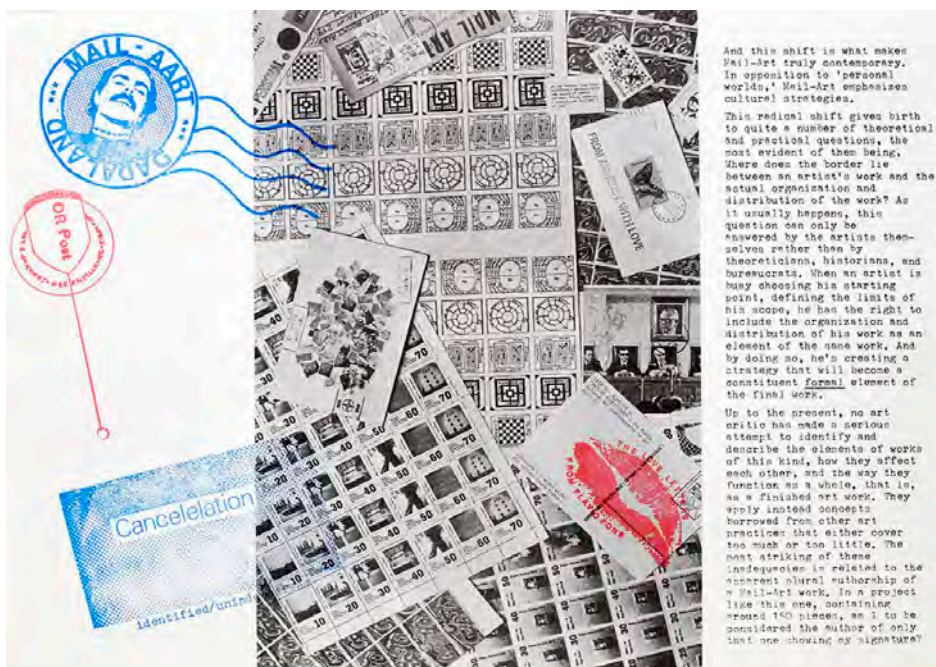 MAIL-AART
DADALAND
OR Post
Cancelelation
identified/unind
MAIL ART
WITH LOVE
THE LOVE LETTER
FROM PLAVI OKO
And this shift is what makes
Mail-Art truly contemporary.
In opposition to 'personal
worlds,' Mail-Art emphasizes
cultural strategies.
This radical shift gives birth
to quite a number of theoretical
and practical questions, the
most evident of them being,
Where does the border lie
between an artist's work and the
actual organization and
distribution of the work? As
it usually happens, this
question can only be
answered by the artists them-
selves rather than by
theoreticians, historians, and
bureaucrats. When an artist is
busy choosing his starting
point, defining the limits of
his scope, he has the right to
include the organization and
distribution of his work as an
element of the same work. And
by doing so, he's creating a
strategy that will become a
constituent formal element of
the final work.
Up to the present, no art
critic has made a serious
attempt to identify and
describe the elements of works
of this kind, how they affect
each other, and the way they
function as a whole, that is,
as a finished art work. They
apply instead concepts
borrowed from other art
practices that either cover
too much or too little. The
most striking of these
inadequacies is related to the
apparent plural authorship of
a Mail-Art work. In a project
like this one, containing
around 150 pieces, am I to be
considered the author of only
that one showing my signature?